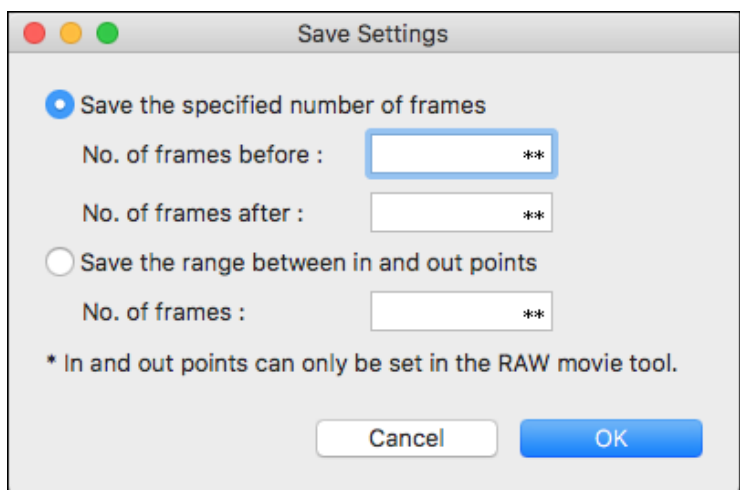 Save Settings
Save the specified number of frames
No. of frames before : **
No. of frames after : **
Save the range between in and out points
No. of frames : **
* In and out points can only be set in the RAW movie tool.
Cancel OK